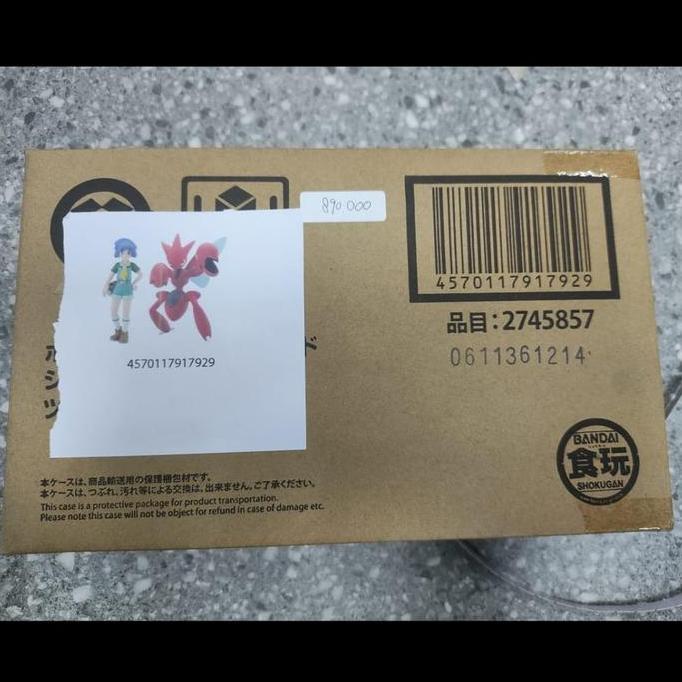 890.000
4570117917929
品目：2745857
0611361214
4570117917929
ド
本ケースは、商品輸送用の保護梱包材です。
本ケースは、つぶれ、汚れ等による交換は、出来ません。ご了承ください。
This case is a protective package for product transportation.
Please note this case will not be object for refund in case of damage etc.
BANDAI
食玩
SHOKUGAN